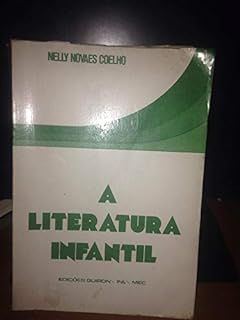 NELLY NOVAES COELHO
A
LITERATURA
INFANTIL
EDIÇÕES QUIRON - INL - MEC